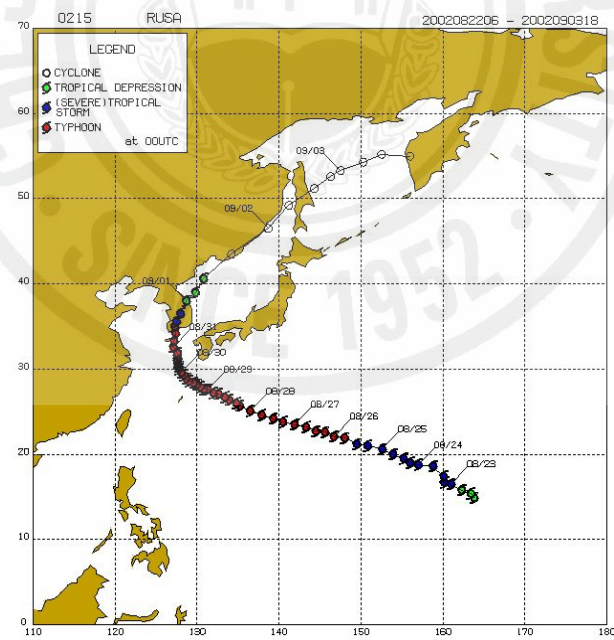 0215 RUSA 2002082206 - 2002090318
70
LEGEND
CYCLONE
TROPICAL DEPRESSION
(SEVERE)TROPICAL
STORM
TYPHOON
at 00UTC
60
09/03
50
09/02
40
09/01
08/31
30
08/30
08/29
08/28
08/27
08/26
20
08/25
08/24
08/23
10
0
110 120 130 140 150 160 170 180
SINCE 1952